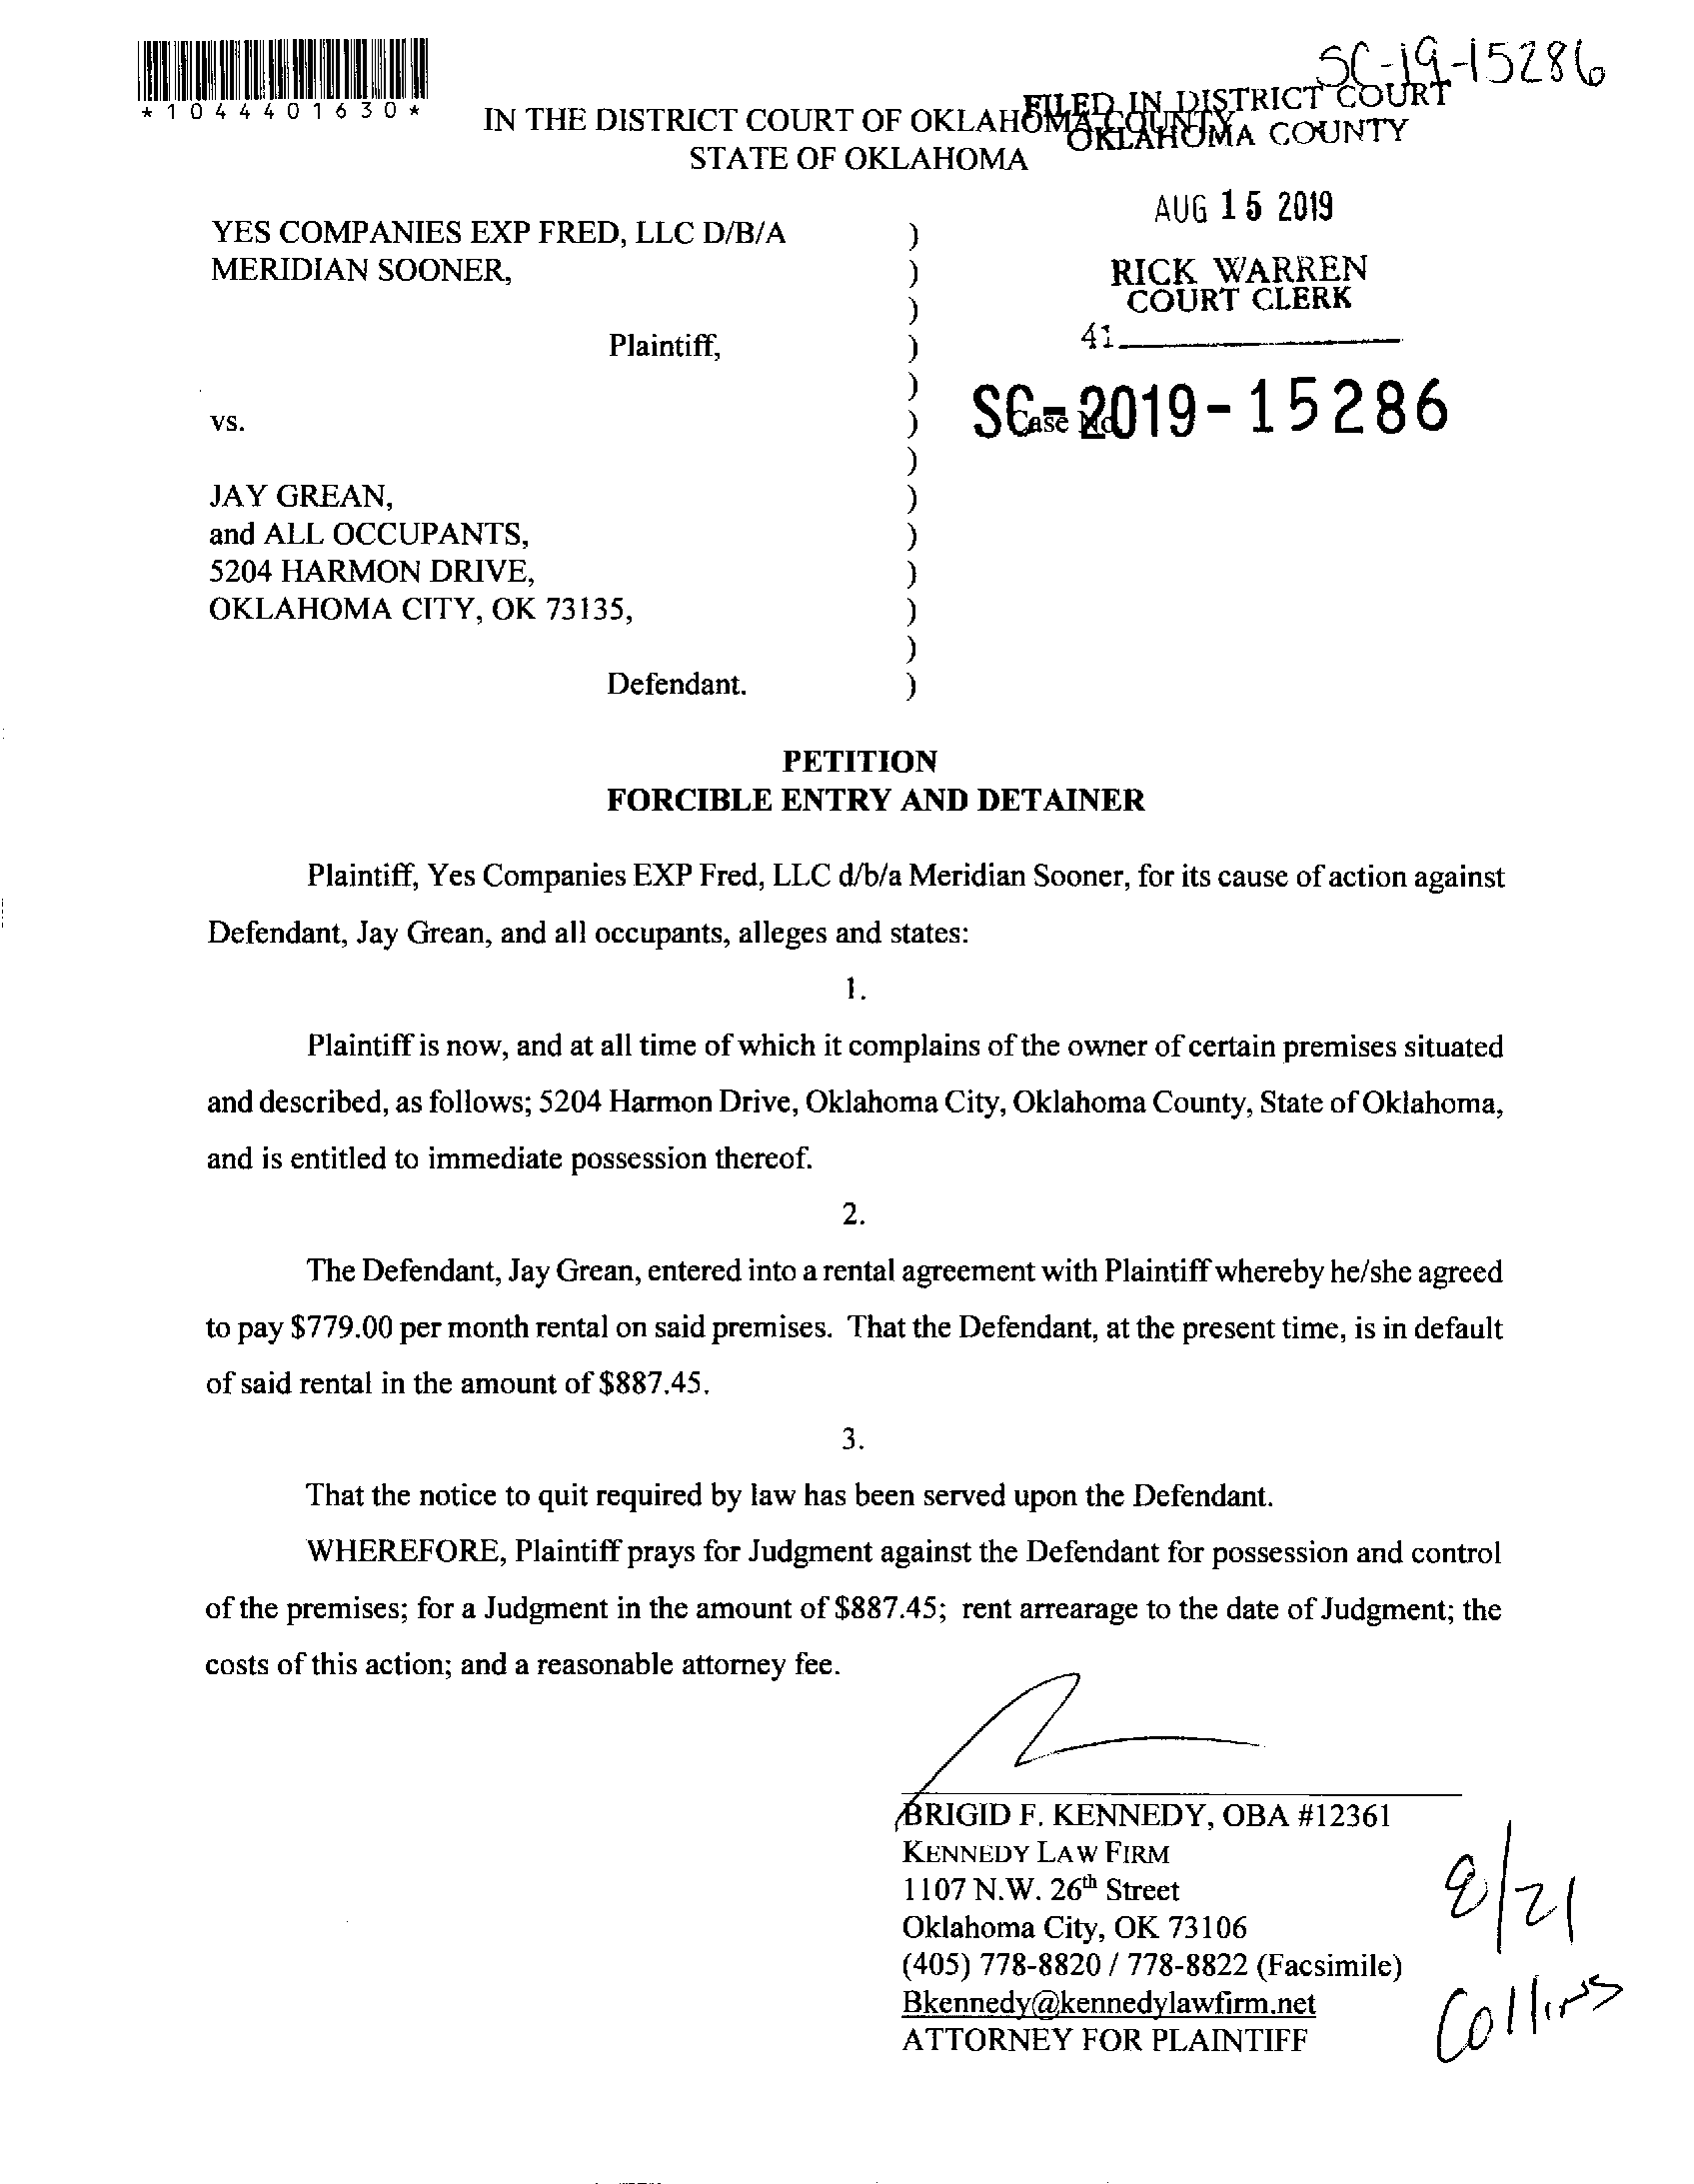 SC-19-15286
*1044401630*
IN THE DISTRICT COURT OF OKLAHOMA COUNTY
STATE OF OKLAHOMA
FILED IN DISTRICT COURT
OKLAHOMA COUNTY
AUG 15 2019
RICK WARREN
COURT CLERK
41
YES COMPANIES EXP FRED, LLC D/B/A )
MERIDIAN SOONER, )
)
Plaintiff, )
)
vs. ) Case No.
SC-2019-15286
)
JAY GREAN, )
and ALL OCCUPANTS, )
5204 HARMON DRIVE, )
OKLAHOMA CITY, OK 73135, )
)
Defendant. )
PETITION
FORCIBLE ENTRY AND DETAINER
Plaintiff, Yes Companies EXP Fred, LLC d/b/a Meridian Sooner, for its cause of action against
Defendant, Jay Grean, and all occupants, alleges and states:
1.
Plaintiff is now, and at all time of which it complains of the owner of certain premises situated
and described, as follows; 5204 Harmon Drive, Oklahoma City, Oklahoma County, State of Oklahoma,
and is entitled to immediate possession thereof.
2.
The Defendant, Jay Grean, entered into a rental agreement with Plaintiff whereby he/she agreed
to pay $779.00 per month rental on said premises. That the Defendant, at the present time, is in default
of said rental in the amount of $887.45.
3.
That the notice to quit required by law has been served upon the Defendant.
WHEREFORE, Plaintiff prays for Judgment against the Defendant for possession and control
of the premises; for a Judgment in the amount of $887.45; rent arrearage to the date of Judgment; the
costs of this action; and a reasonable attorney fee.
BRIGID F. KENNEDY, OBA #12361
KENNEDY LAW FIRM
1107 N.W. 26th Street
Oklahoma City, OK 73106
(405) 778-8820 / 778-8822 (Facsimile)
Bkennedy@kennedylawfirm.net
ATTORNEY FOR PLAINTIFF
8/21
Collins